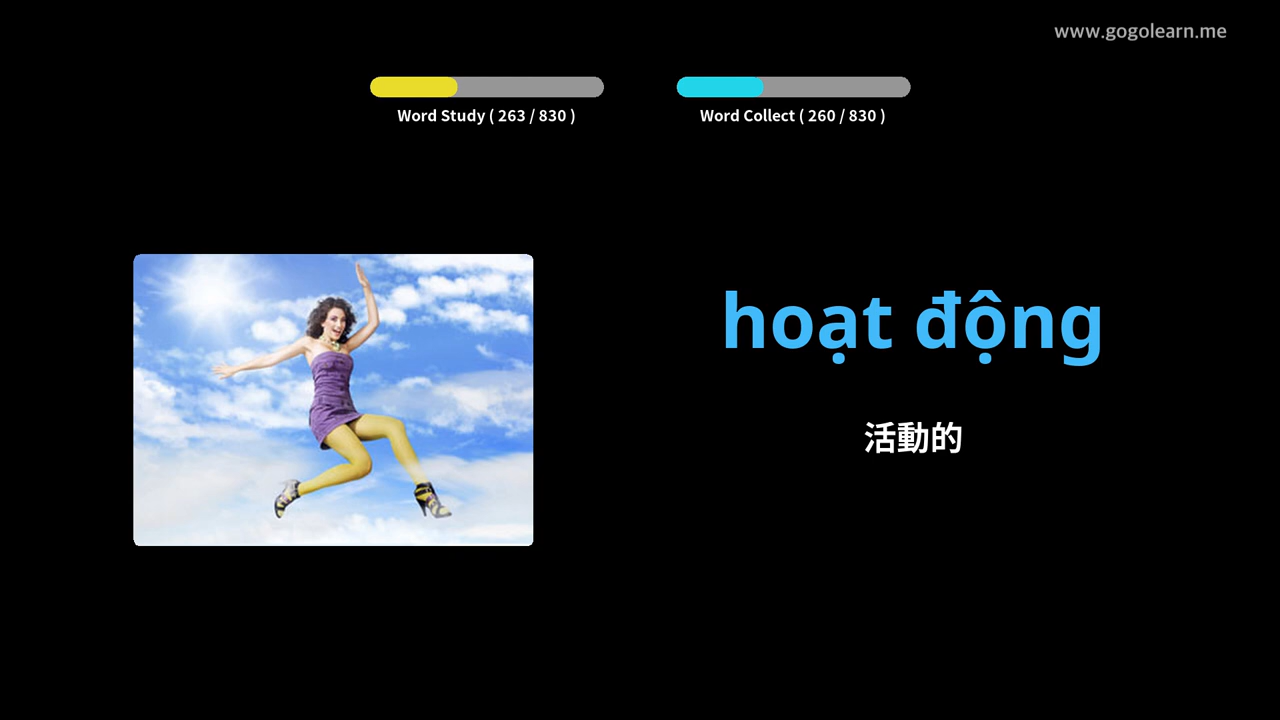 www.gogolearn.me
Word Study ( 263 / 830 )
Word Collect ( 260 / 830 )
hoạt động
活動的